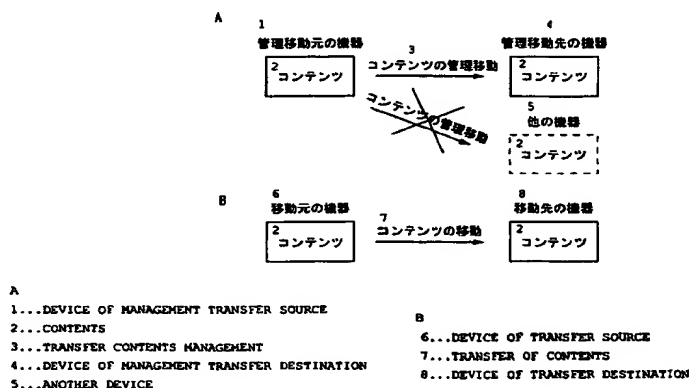 A
1
管理移動元の機器
2
コンテンツ
3
コンテンツの管理移動
4
管理移動先の機器
2
コンテンツ
コンテンツの管理移動
5
他の機器
2
コンテンツ
B
6
移動元の機器
2
コンテンツ
7
コンテンツの移動
8
移動先の機器
2
コンテンツ
A
1...DEVICE OF MANAGEMENT TRANSFER SOURCE
2...CONTENTS
3...TRANSFER CONTENTS MANAGEMENT
4...DEVICE OF MANAGEMENT TRANSFER DESTINATION
5...ANOTHER DEVICE
B
6...DEVICE OF TRANSFER SOURCE
7...TRANSFER OF CONTENTS
8...DEVICE OF TRANSFER DESTINATION